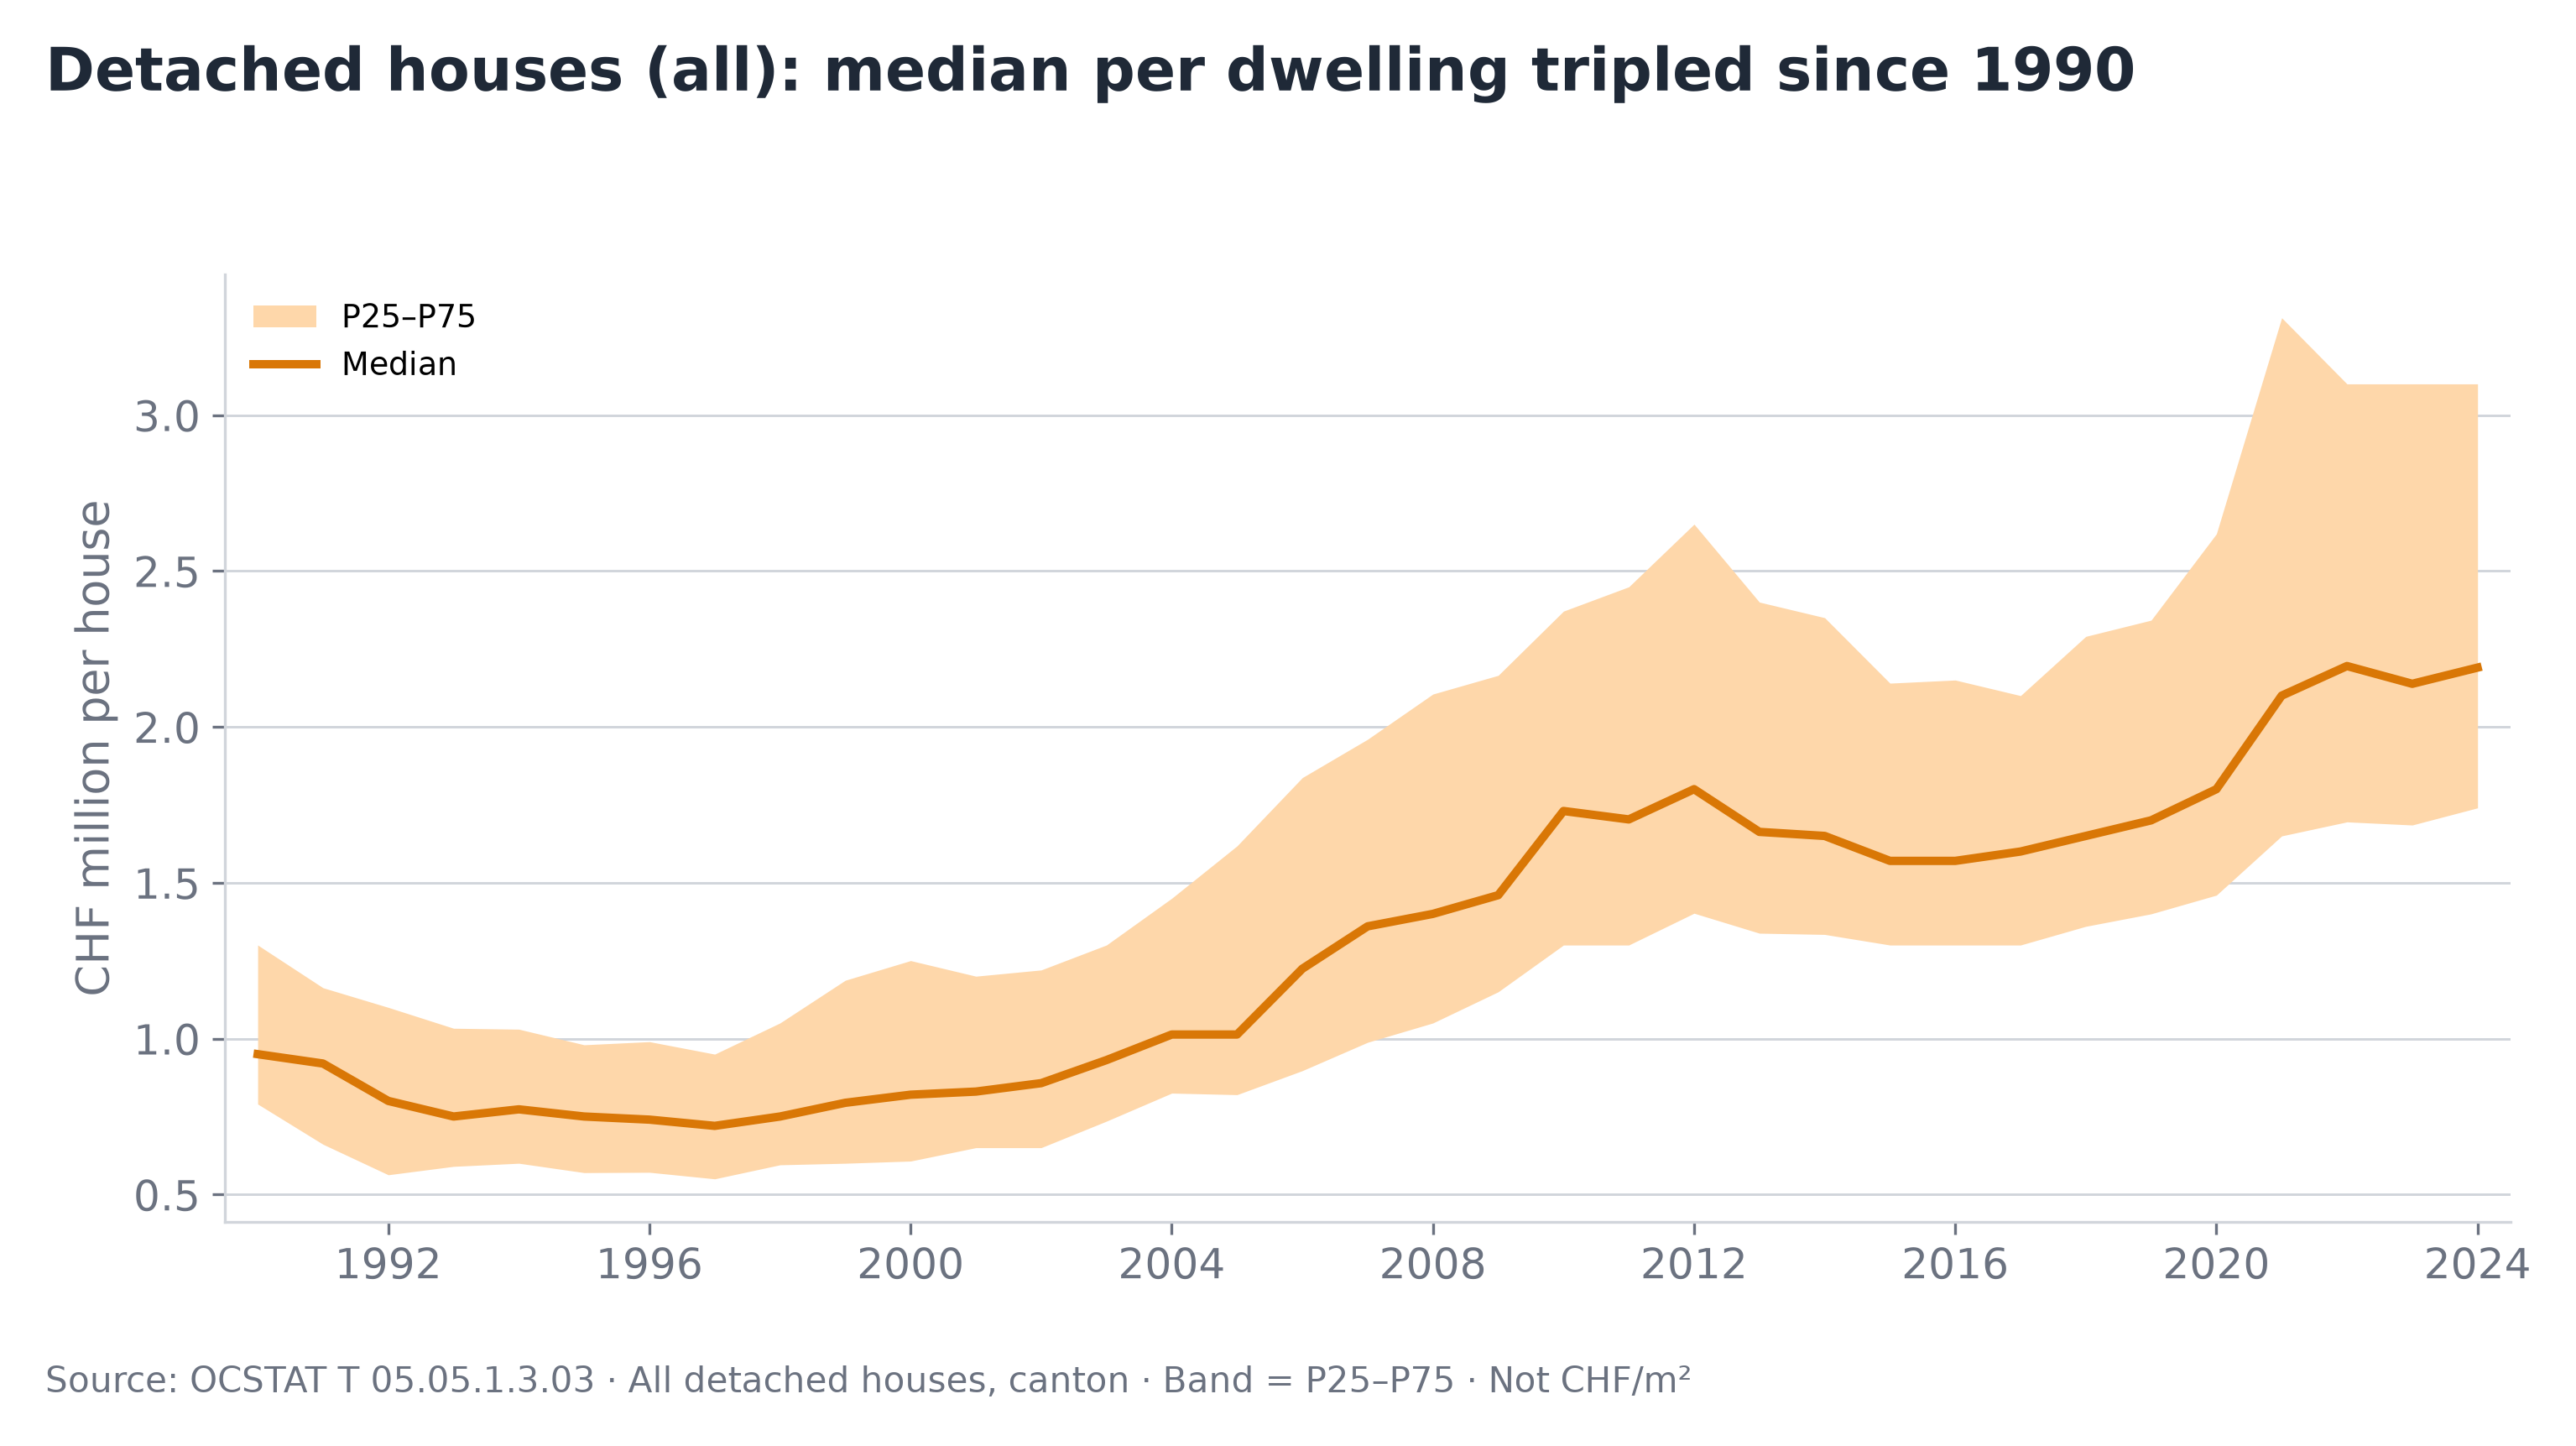 Detached houses (all): median per dwelling tripled since 1990
P25–P75
Median
CHF million per house
3.0
2.5
2.0
1.5
1.0
0.5
1992 1996 2000 2004 2008 2012 2016 2020 2024
Source: OCSTAT T 05.05.1.3.03 · All detached houses, canton · Band = P25–P75 · Not CHF/m²